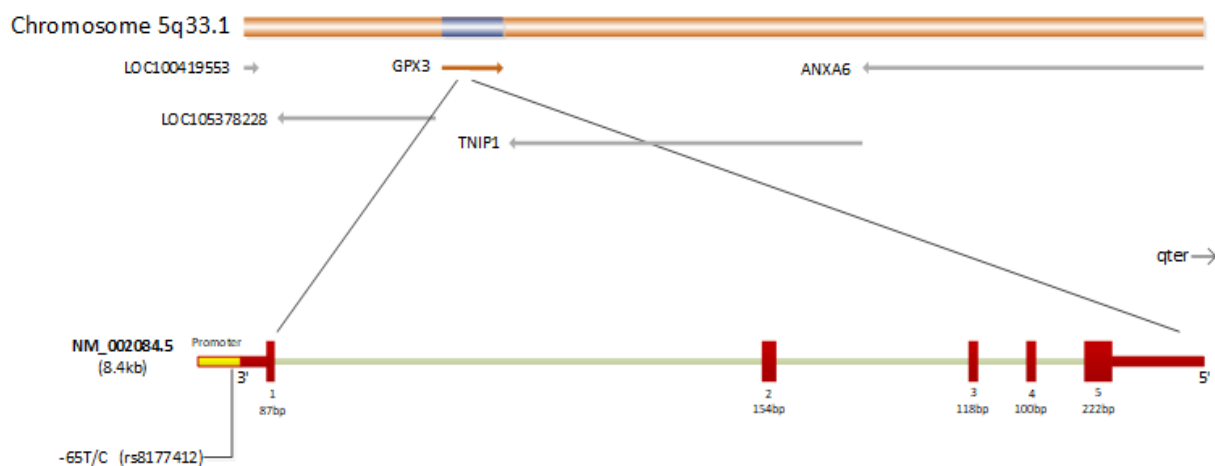 Chromosome 5q33.1
LOC100419553
GPX3
ANXA6
LOC105378228
TNIP1
qter
NM_002084.5
(8.4kb)
Promoter
3'
5'
1
87bp
2
154bp
3
118bp
4
100bp
5
222bp
-65T/C (rs8177412)